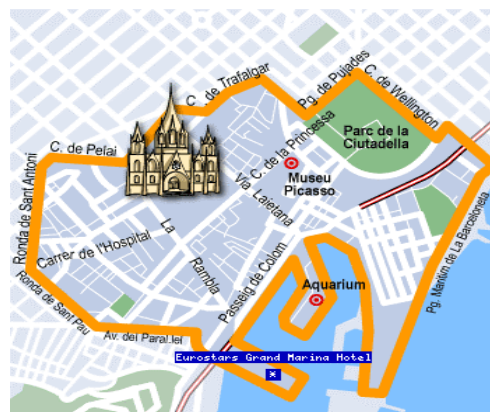 C. de Trafalgar
Pg. de Pujades
C. de Wellington
C. de la Princessa
Parc de la
Ciutadella
C. de Pelai
Museu
Picasso
Via Laietana
Ronda de Sant Antoni
Carrer de l'Hospital
La
Rambla
Passeig de Colom
Aquarium
Pg. Maritim de La Barceloneta
Ronda de Sant Pau
Av. del Paral.lel
Eurostars Grand Marina Hotel